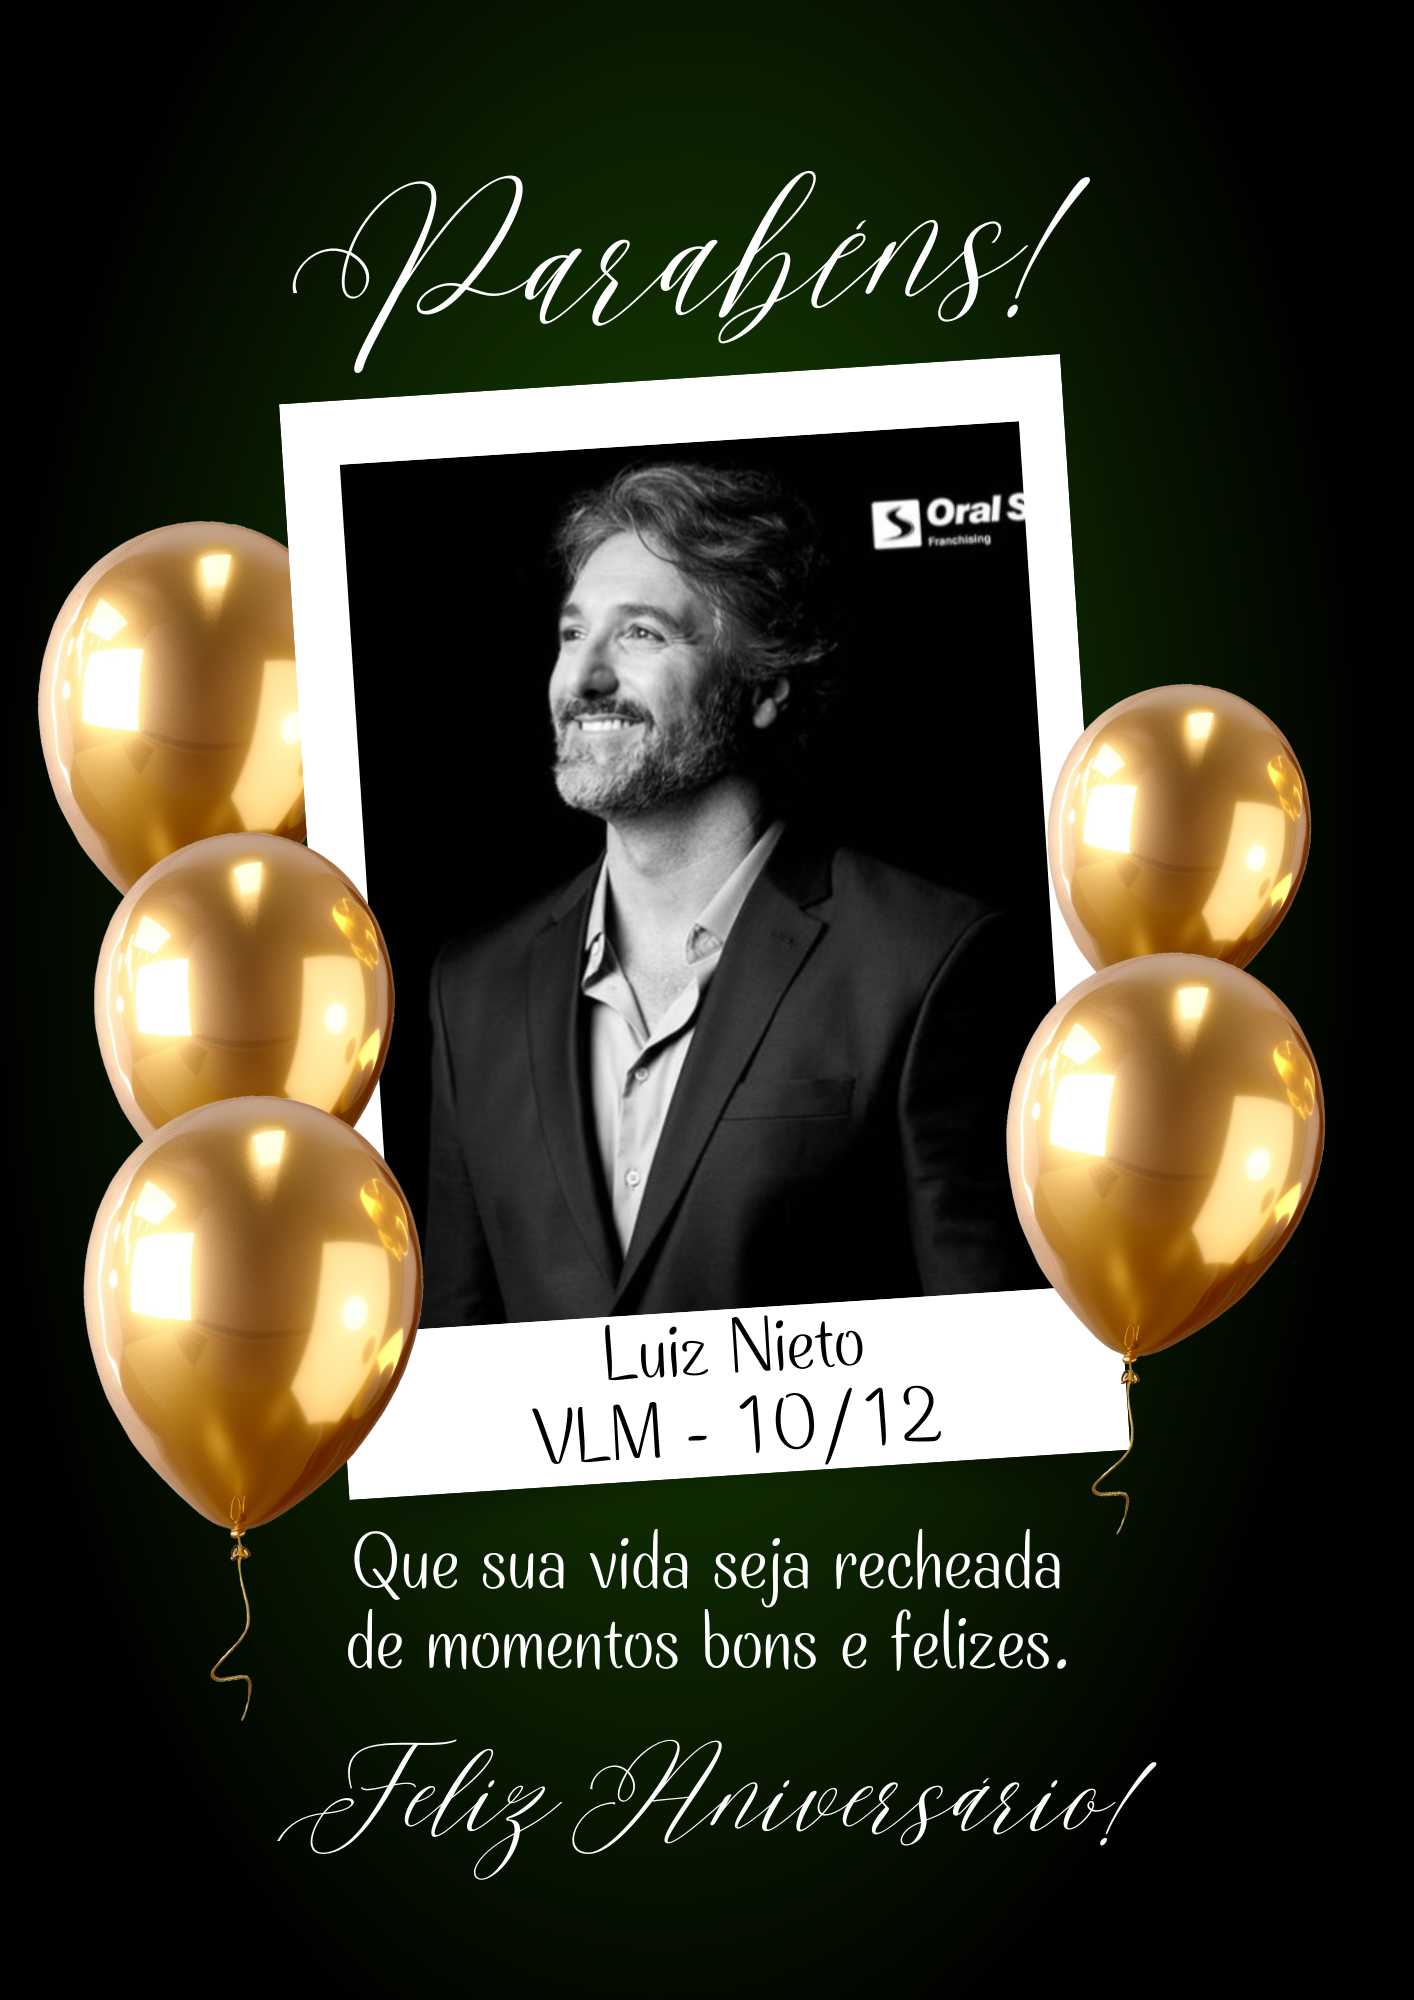 Parabéns!
Oral S
Franchising
Luiz Nieto
VLM - 10/12
Que sua vida seja recheada
de momentos bons e felizes.
Feliz Aniversário!